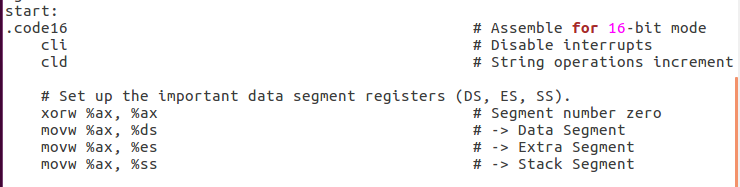 start:
.code16                                             # Assemble for 16-bit mode
    cli                                             # Disable interrupts
    cld                                             # String operations increment
    # Set up the important data segment registers (DS, ES, SS).
    xorw %ax, %ax                                   # Segment number zero
    movw %ax, %ds                                   # -> Data Segment
    movw %ax, %es                                   # -> Extra Segment
    movw %ax, %ss                                   # -> Stack Segment